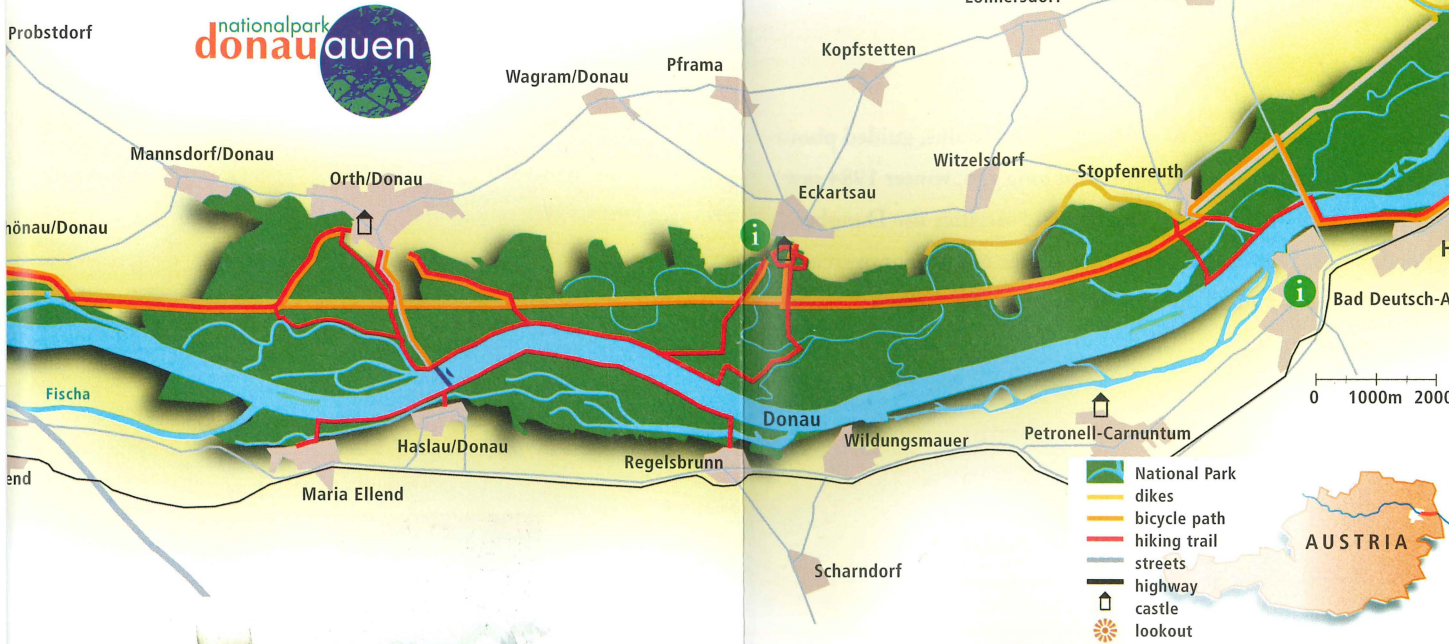 Probstdorf
nationalpark
donauauen
Wagram/Donau
Pframa
Kopfstetten
Mannsdorf/Donau
Orth/Donau
Eckartsau
Witzelsdorf
Stopfenreuth
hönau/Donau
i
i
H
Bad Deutsch-A
Fischa
0 1000m 2000
Donau
Haslau/Donau
Regelsbrunn
Wildungsmauer
Petronell-Carnuntum
end
Maria Ellend
Scharndorf
National Park
dikes
bicycle path
hiking trail
streets
highway
castle
lookout
AUSTRIA